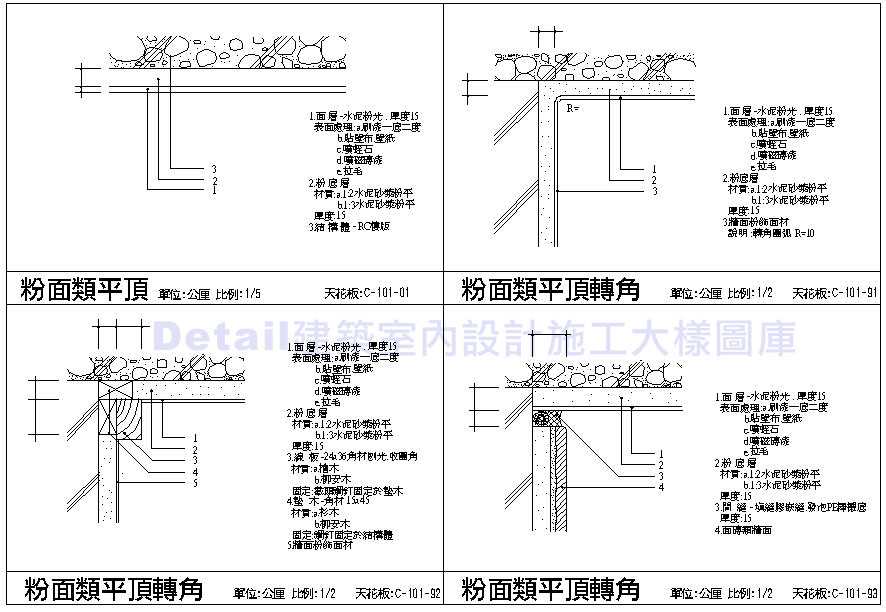 1.面 層 -水泥粉光 . 厚度15
表面處理:a.刷漆一底二度
b.貼壁布.壁紙
c.噴蛭石
d.噴磁磚漆
e.拉毛
2.粉 底 層
材質:a.1:2水泥砂漿粉平
b.1:3水泥砂漿粉平
厚度:15
3.結 構 體 - RC樓版
3
2
1
粉面類平頂 單位:公厘 比例:1/5 天花板:C-101-01
R=
1.面 層 -水泥粉光 . 厚度15
表面處理:a.刷漆一底二度
b.貼壁布.壁紙
c.噴蛭石
d.噴磁磚漆
e.拉毛
2.粉底層
材質:a.1:2水泥砂漿粉平
b.1:3水泥砂漿粉平
厚度:15
3.牆面粉飾面材
說明 :轉角圓弧 R=10
1
2
3
粉面類平頂轉角 單位:公厘 比例:1/2 天花板:C-101-91
Detail建築室內設計施工大樣圖庫
1.面 層 -水泥粉光 . 厚度15
表面處理:a.刷漆一底二度
b.貼壁布.壁紙
c.噴蛭石
d.噴磁磚漆
e.拉毛
2.粉 底 層
材質:a.1:2水泥砂漿粉平
b.1:3水泥砂漿粉平
厚度:15
3.線 板 -24x36角材刨光.收圓角
材質:a.檜木
b.柳安木
固定:螺釘固定於墊木
4.墊 木 -角材 15x45
材質:a.杉木
b.柳安木
固定:鋼釘固定於結構體
5.牆面粉飾面材
1
2
3
4
5
粉面類平頂轉角 單位:公厘 比例:1/2 天花板:C-101-92
1.面 層 -水泥粉光 . 厚度15
表面處理:a.刷漆一底二度
b.貼壁布.壁紙
c.噴蛭石
d.噴磁磚漆
e.拉毛
2.粉 底 層
材質:a.1:2水泥砂漿粉平
b.1:3水泥砂漿粉平
厚度:15
3.間 縫 - 填縫膠嵌縫.發泡PE棒襯底
厚度:15
4.面磚類牆面
1
2
3
4
粉面類平頂轉角 單位:公厘 比例:1/2 天花板:C-101-93